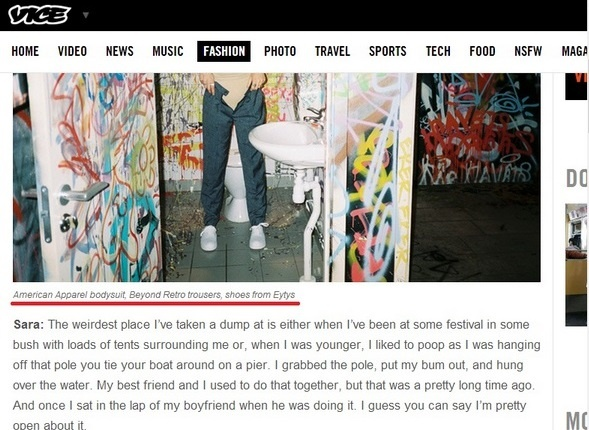 VICE
HOME VIDEO NEWS MUSIC FASHION PHOTO TRAVEL SPORTS TECH FOOD NSFW MAGA
VI
DO
American Apparel bodysuit, Beyond Retro trousers, shoes from Eytys
Sara: The weirdest place I've taken a dump at is either when I've been at some festival in some
bush with loads of tents surrounding me or, when I was younger, I liked to poop as I was hanging
off that pole you tie your boat around on a pier. I grabbed the pole, put my bum out, and hung
over the water. My best friend and I used to do that together, but that was a pretty long time ago.
And once I sat in the lap of my boyfriend when he was doing it. I guess you can say I'm pretty
open about it.
MO